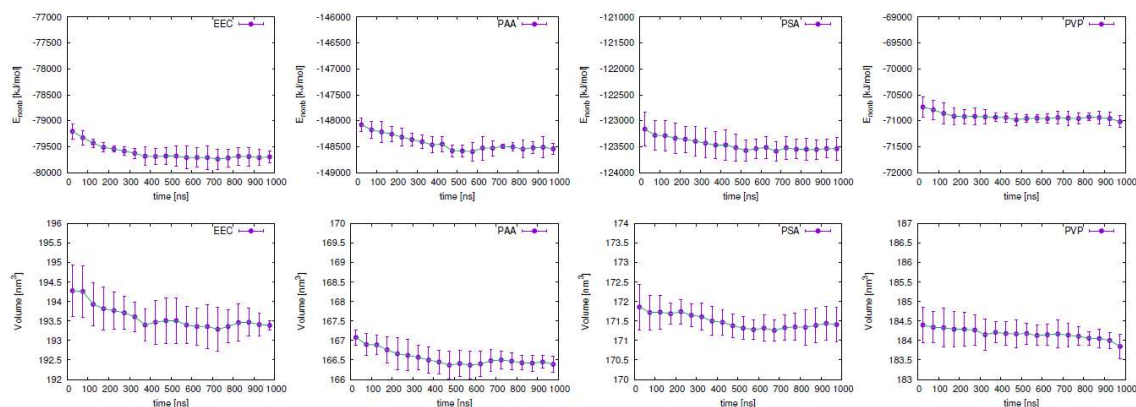 EEC
E_nonb [kJ/mol]
-77000
-77500
-78000
-78500
-79000
-79500
-80000
0 100 200 300 400 500 600 700 800 900 1000
time [ns]
PAA
E_nonb [kJ/mol]
-146000
-146500
-147000
-147500
-148000
-148500
-149000
0 100 200 300 400 500 600 700 800 900 1000
time [ns]
PSA
E_nonb [kJ/mol]
-121000
-121500
-122000
-122500
-123000
-123500
-124000
0 100 200 300 400 500 600 700 800 900 1000
time [ns]
PVP
E_nonb [kJ/mol]
-69000
-69500
-70000
-70500
-71000
-71500
-72000
0 100 200 300 400 500 600 700 800 900 1000
time [ns]
EEC
Volume [nm³]
196
195.5
195
194.5
194
193.5
193
192.5
192
0 100 200 300 400 500 600 700 800 900 1000
time [ns]
PAA
Volume [nm³]
170
169.5
169
168.5
168
167.5
167
166.5
166
0 100 200 300 400 500 600 700 800 900 1000
time [ns]
PSA
Volume [nm³]
174
173.5
173
172.5
172
171.5
171
170.5
170
0 100 200 300 400 500 600 700 800 900 1000
time [ns]
PVP
Volume [nm³]
187
186.5
186
185.5
185
184.5
184
183.5
183
0 100 200 300 400 500 600 700 800 900 1000
time [ns]